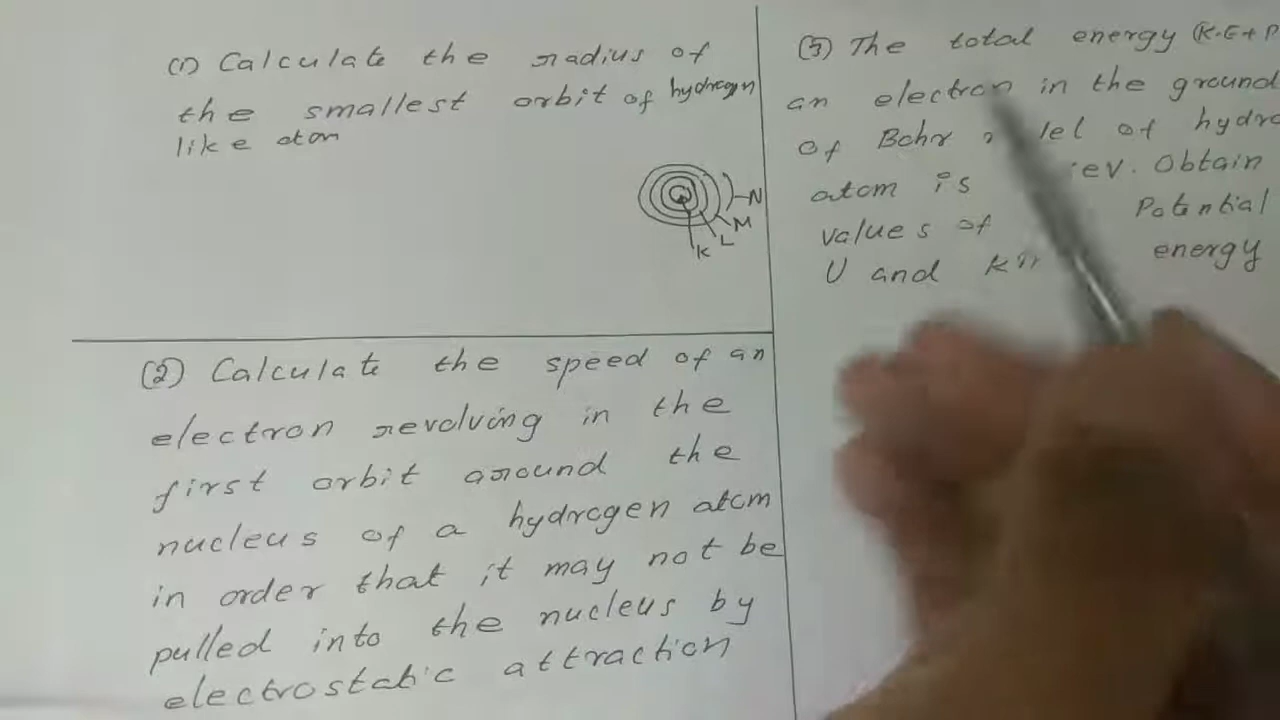 (1) Calculate the radius of
the smallest orbit of hydrogen
like atom
N
M
L
K
(2) Calculate the speed of an
electron revolving in the
first orbit around the
nucleus of a hydrogen atom
in order that it may not be
pulled into the nucleus by
electrostatic attraction
(3) The total energy (K.E+P
an electron in the ground
of Bohr of hydro
atom is ev. Obtain
values of Potential
U and energy